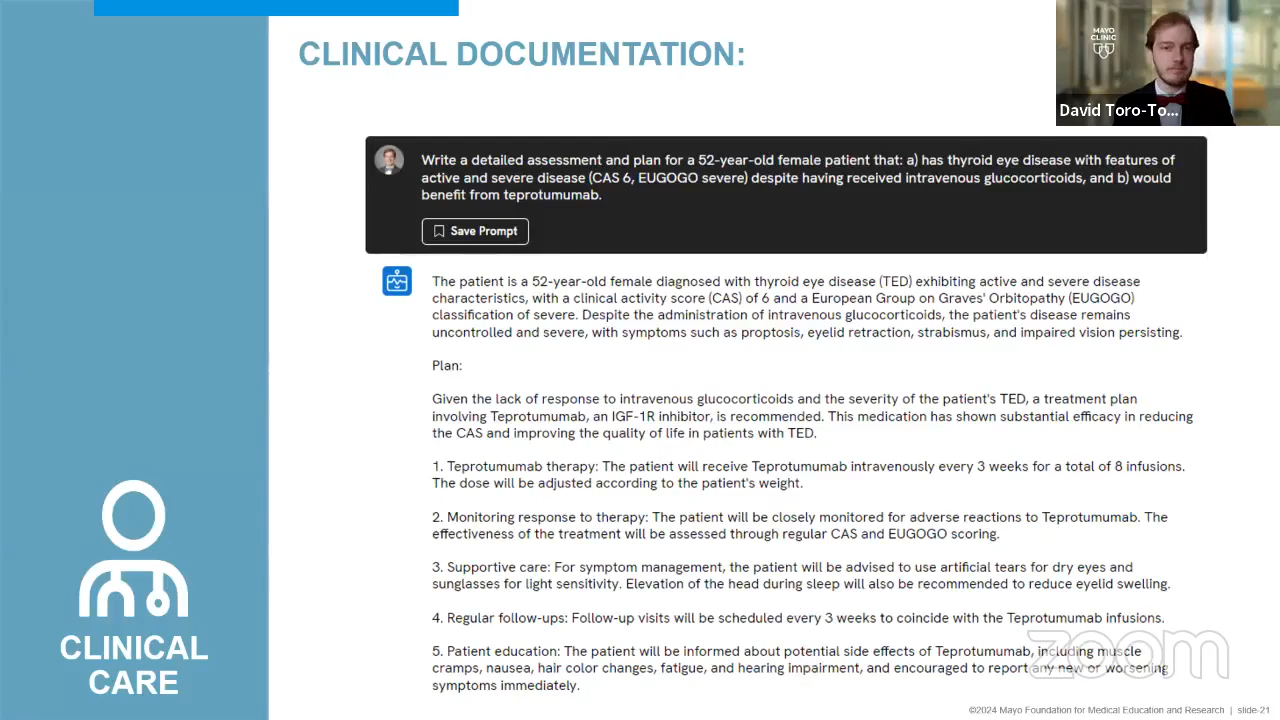 CLINICAL DOCUMENTATION:
MAYO
CLINIC
David Toro-To...
Write a detailed assessment and plan for a 52-year-old female patient that: a) has thyroid eye disease with features of
active and severe disease (CAS 6, EUGOGO severe) despite having received intravenous glucocorticoids, and b) would
benefit from teprotumumab.
Save Prompt
The patient is a 52-year-old female diagnosed with thyroid eye disease (TED) exhibiting active and severe disease
characteristics, with a clinical activity score (CAS) of 6 and a European Group on Graves' Orbitopathy (EUGOGO)
classification of severe. Despite the administration of intravenous glucocorticoids, the patient's disease remains
uncontrolled and severe, with symptoms such as proptosis, eyelid retraction, strabismus, and impaired vision persisting.
Plan:
Given the lack of response to intravenous glucocorticoids and the severity of the patient's TED, a treatment plan
involving Teprotumumab, an IGF-1R inhibitor, is recommended. This medication has shown substantial efficacy in reducing
the CAS and improving the quality of life in patients with TED.
1. Teprotumumab therapy: The patient will receive Teprotumumab intravenously every 3 weeks for a total of 8 infusions.
The dose will be adjusted according to the patient's weight.
2. Monitoring response to therapy: The patient will be closely monitored for adverse reactions to Teprotumumab. The
effectiveness of the treatment will be assessed through regular CAS and EUGOGO scoring.
3. Supportive care: For symptom management, the patient will be advised to use artificial tears for dry eyes and
sunglasses for light sensitivity. Elevation of the head during sleep will also be recommended to reduce eyelid swelling.
4. Regular follow-ups: Follow-up visits will be scheduled every 3 weeks to coincide with the Teprotumumab infusions.
5. Patient education: The patient will be informed about potential side effects of Teprotumumab, including muscle
cramps, nausea, hair color changes, fatigue, and hearing impairment, and encouraged to report any new or worsening
symptoms immediately.
zoom
CLINICAL
CARE
©2024 Mayo Foundation for Medical Education and Research | slide-21